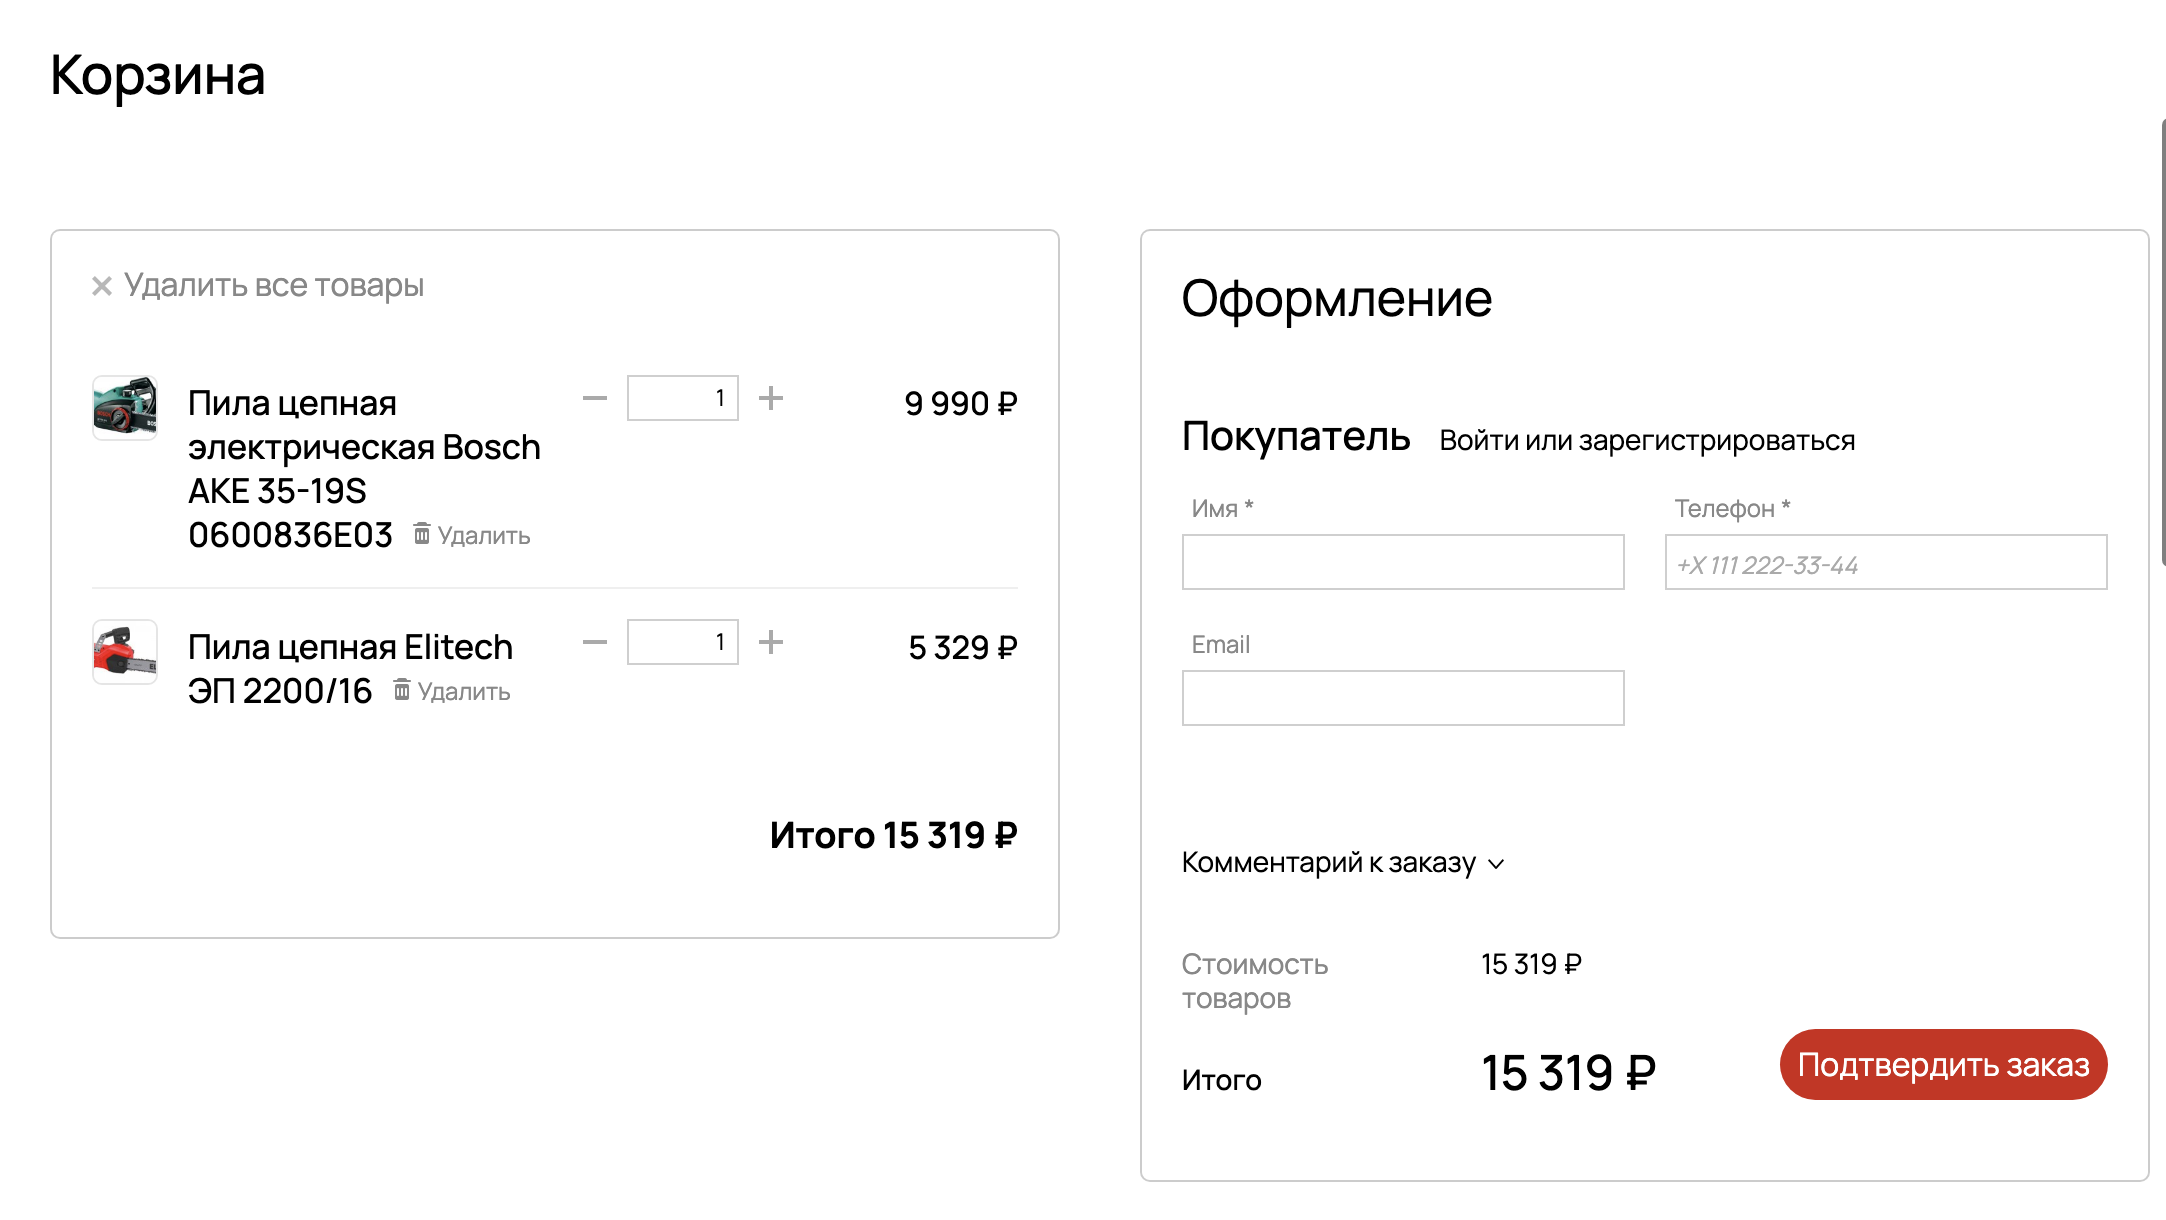 Корзина
Удалить все товары
Пила цепная
электрическая Bosch
AKE 35-19S
0600836E03 Удалить
1
9 990 ₽
Пила цепная Elitech
ЭП 2200/16 Удалить
1
5 329 ₽
Итого 15 319 ₽
Оформление
Покупатель Войти или зарегистрироваться
Имя *
Телефон *
+X 111 222-33-44
Email
Комментарий к заказу
Стоимость
товаров
15 319 ₽
Итого
15 319 ₽
Подтвердить заказ